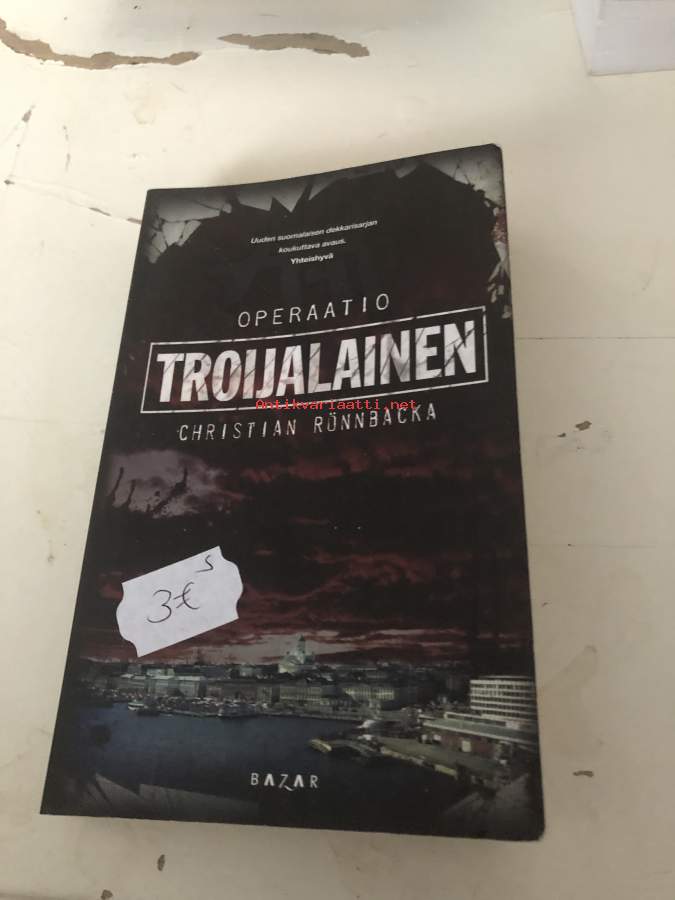 Uuden suomalaisen dekkarisarjan
koukuttava avaus.
Yhteishyvä
OPERAATIO
TROIJALAINEN
Antikvariaatti.net
CHRISTIAN RÖNNBACKA
S
3€
BAZAR